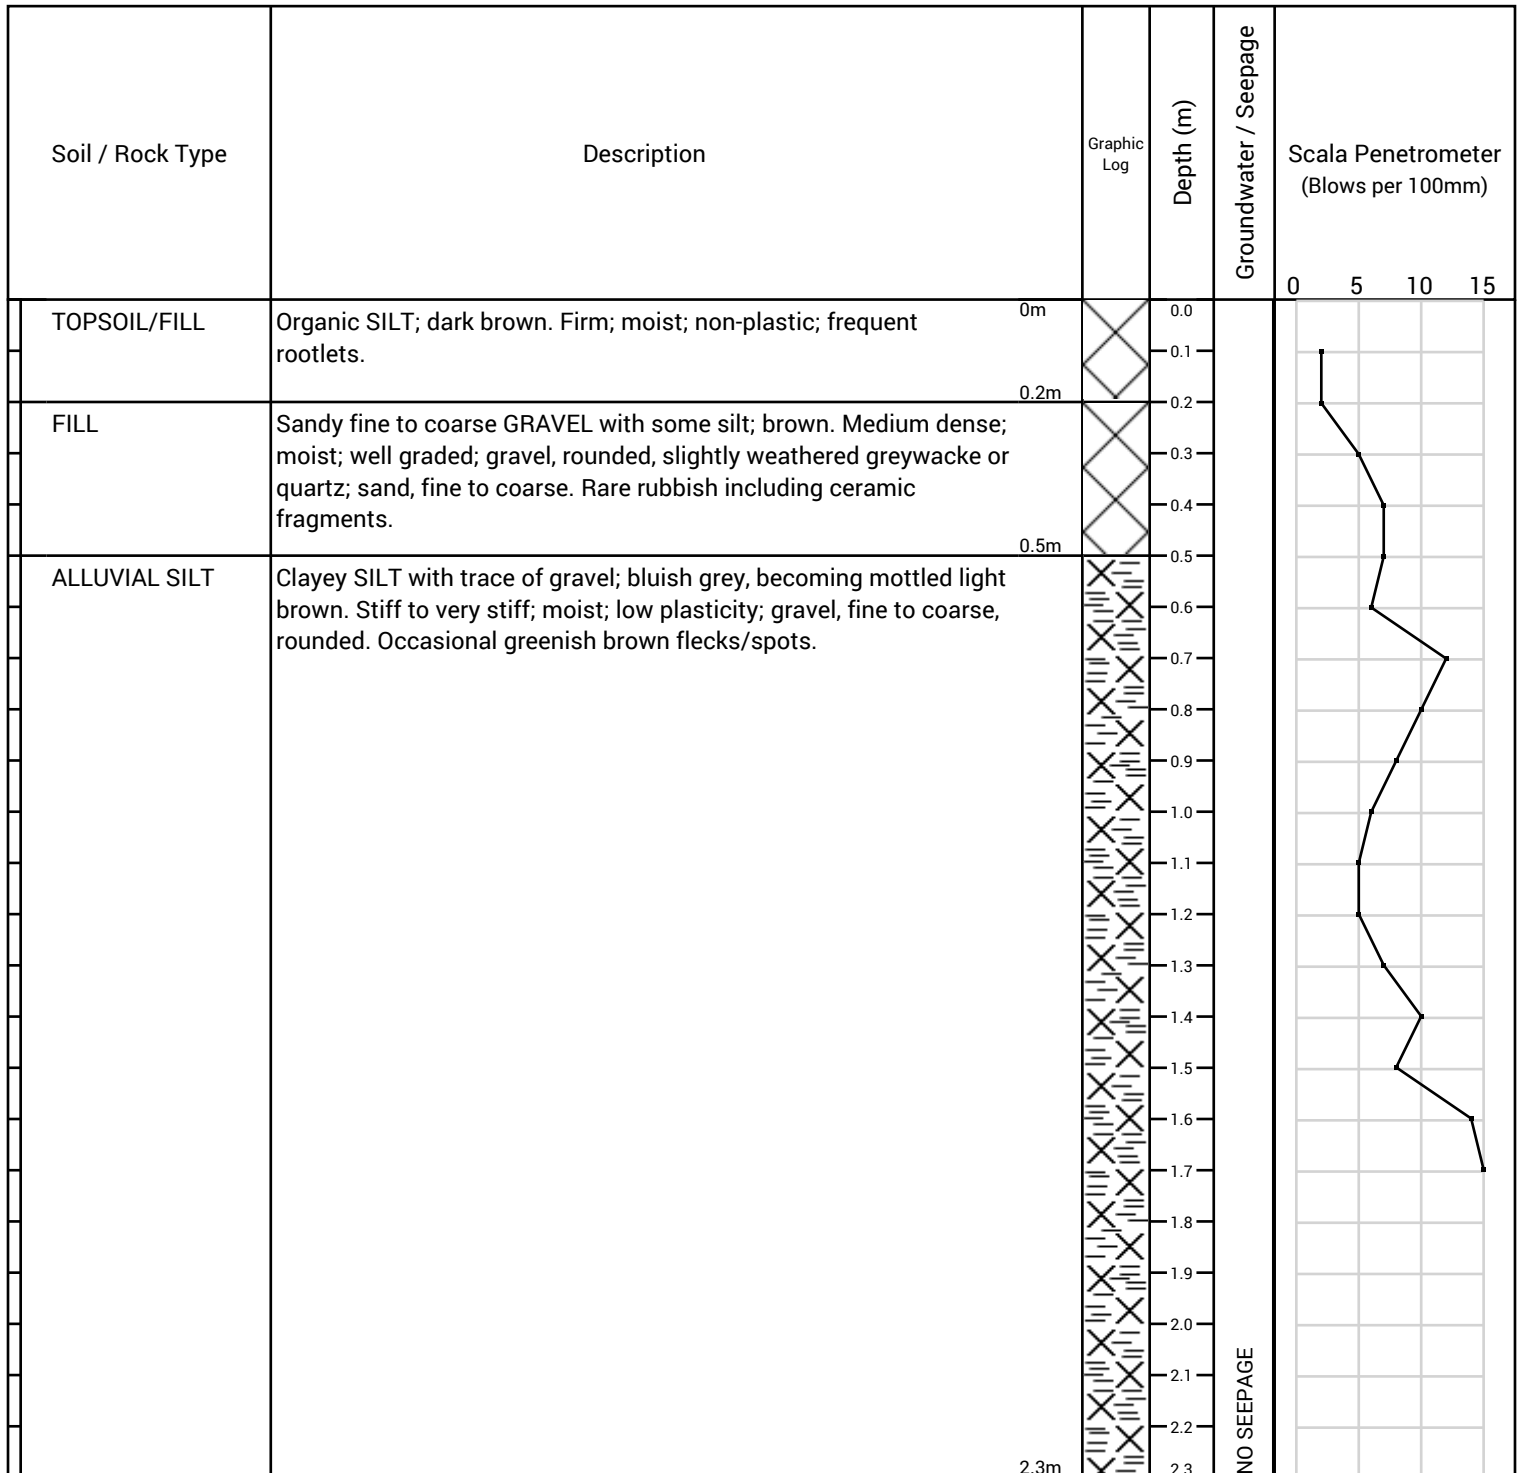 Soil / Rock Type
Description
Graphic
Log
Depth (m)
Groundwater / Seepage
Scala Penetrometer
(Blows per 100mm)
0 5 10 15
TOPSOIL/FILL
Organic SILT; dark brown. Firm; moist; non-plastic; frequent
rootlets.
0m
0.2m
FILL
Sandy fine to coarse GRAVEL with some silt; brown. Medium dense;
moist; well graded; gravel, rounded, slightly weathered greywacke or
quartz; sand, fine to coarse. Rare rubbish including ceramic
fragments.
0.5m
ALLUVIAL SILT
Clayey SILT with trace of gravel; bluish grey, becoming mottled light
brown. Stiff to very stiff; moist; low plasticity; gravel, fine to coarse,
rounded. Occasional greenish brown flecks/spots.
2.3m
0.0
0.1
0.2
0.3
0.4
0.5
0.6
0.7
0.8
0.9
1.0
1.1
1.2
1.3
1.4
1.5
1.6
1.7
1.8
1.9
2.0
2.1
2.2
2.3
NO SEEPAGE